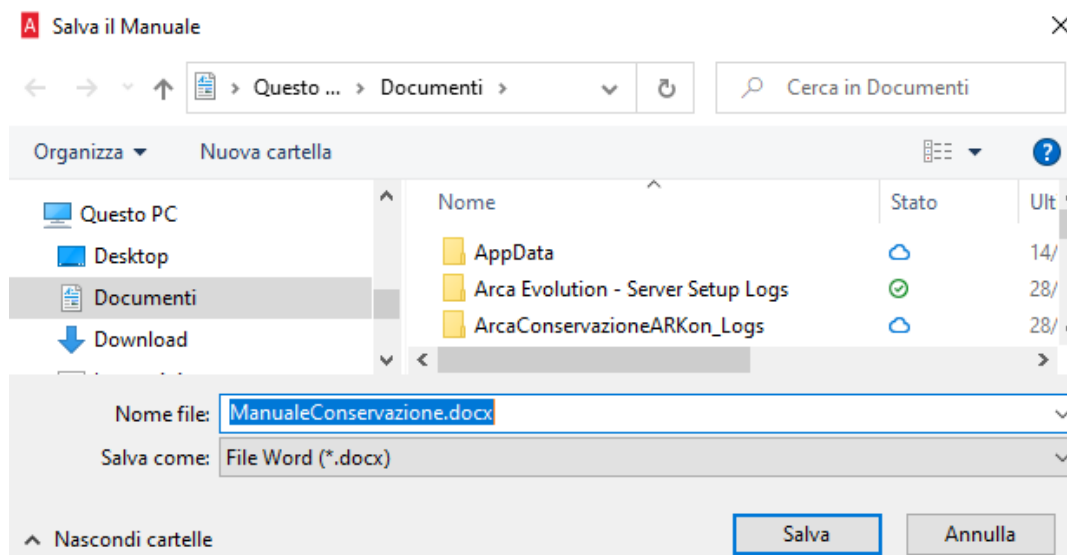 A Salva il Manuale
Questo ... > Documenti >
Cerca in Documenti
Organizza
Nuova cartella
?
Questo PC
Desktop
Documenti
Download
Nome
Stato
Ult
AppData
14/
Arca Evolution - Server Setup Logs
28/
ArcaConservazioneARKon_Logs
28/
Nome file: ManualeConservazione.docx
Salva come: File Word (*.docx)
Nascondi cartelle
Salva
Annulla